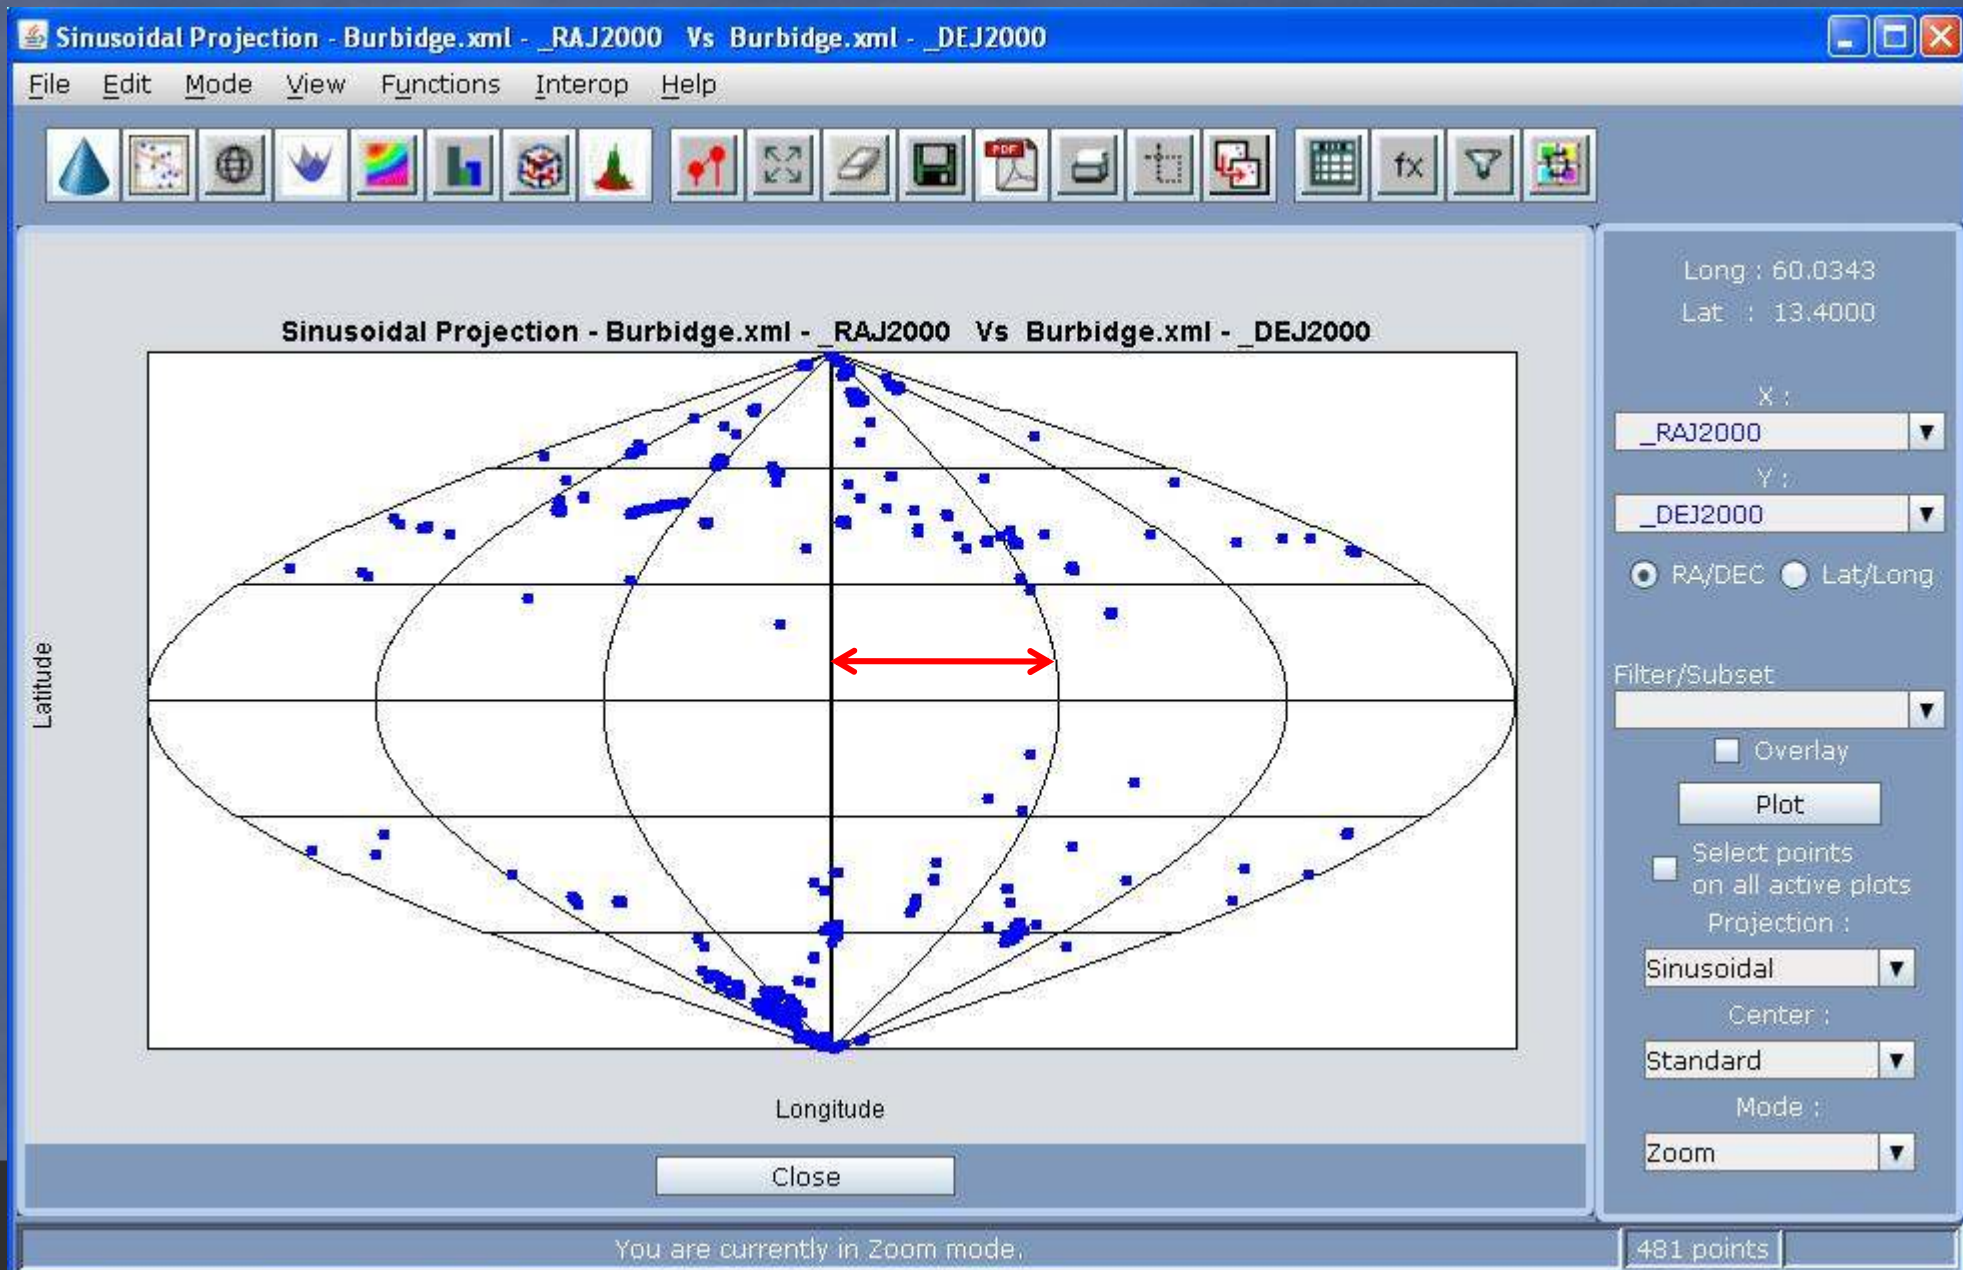 Sinusoidal Projection - Burbidge.xml - _RAJ2000 Vs Burbidge.xml - _DEJ2000
File Edit Mode View Functions Interop Help
PDF
fx
Sinusoidal Projection - Burbidge.xml - _RAJ2000 Vs Burbidge.xml - _DEJ2000
Latitude
Longitude
Close
Long : 60.0343
Lat : 13.4000
X :
_RAJ2000
Y :
_DEJ2000
RA/DEC Lat/Long
Filter/Subset
Overlay
Plot
Select points
on all active plots
Projection :
Sinusoidal
Center :
Standard
Mode :
Zoom
You are currently in Zoom mode.
481 points